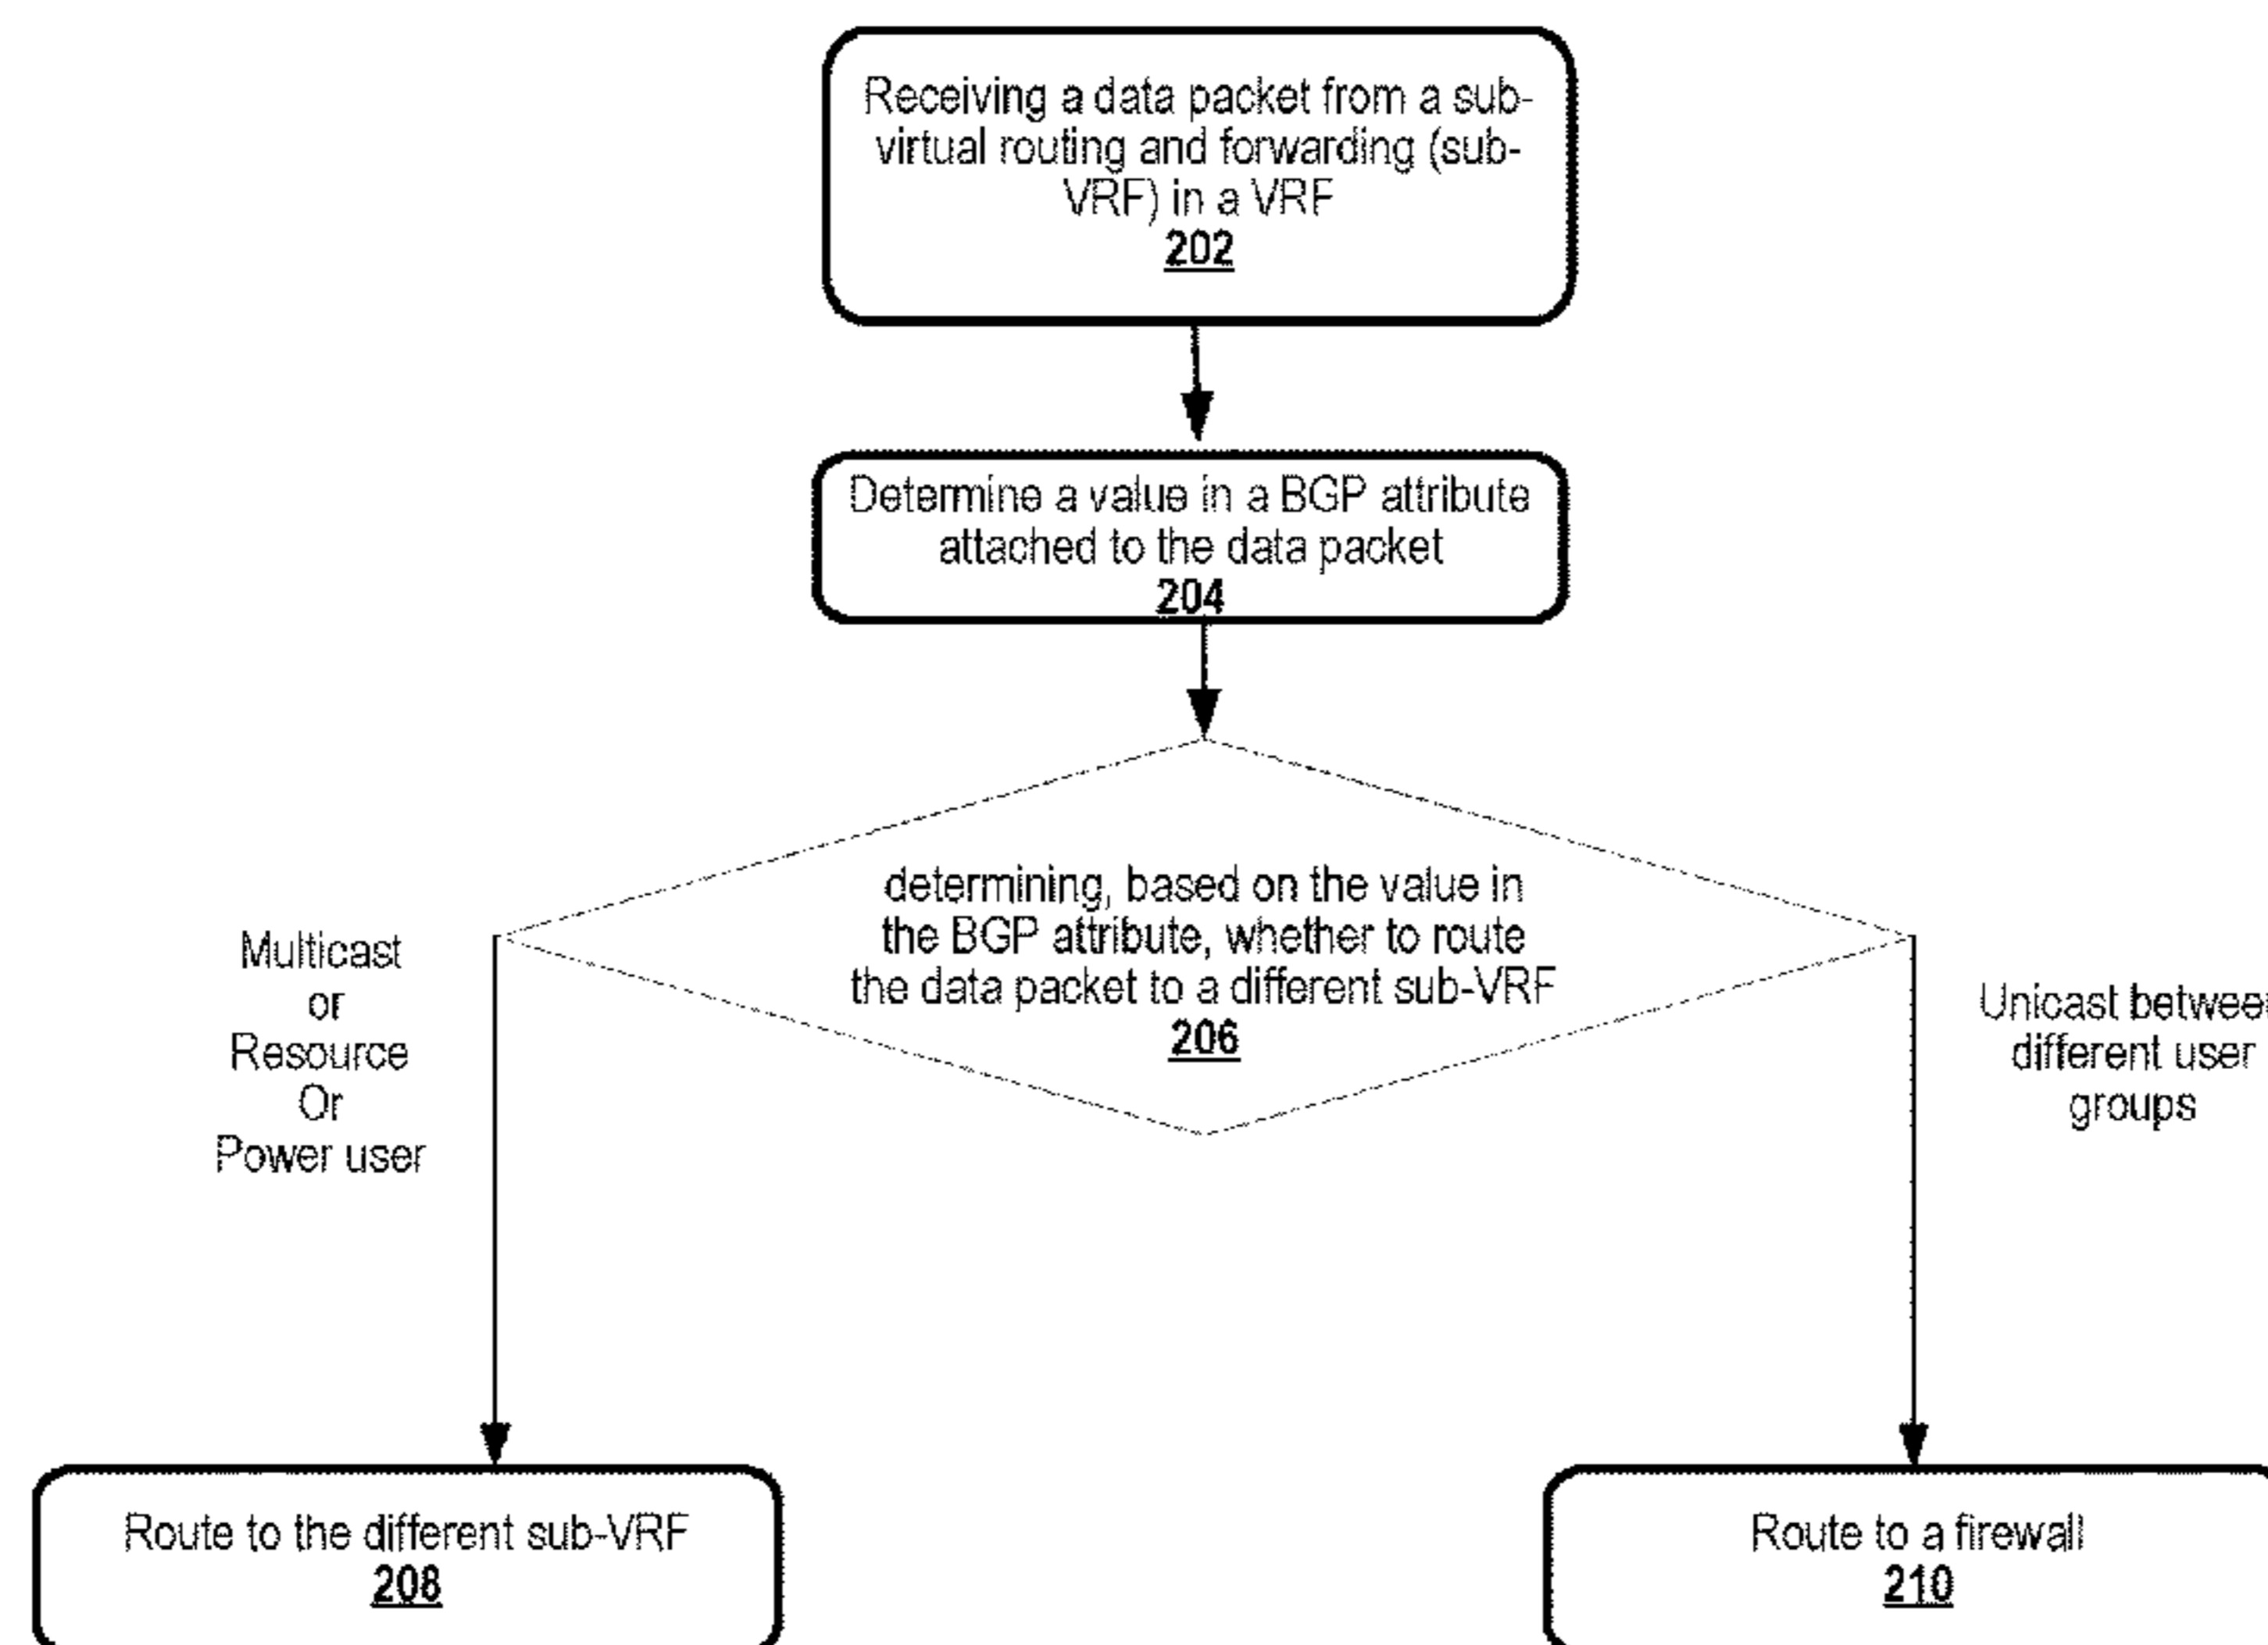 Receiving a data packet from a sub-
virtual routing and forwarding (sub-
VRF) in a VRF
202
Determine a value in a BGP attribute
attached to the data packet
204
determining, based on the value in
the BGP attribute, whether to route
the data packet to a different sub-VRF
206
Multicast
or
Resource
Or
Power user
Unicast between
different user
groups
Route to the different sub-VRF
208
Route to a firewall
210